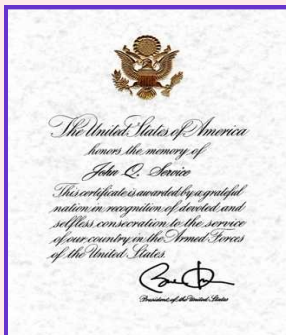 The United States of America
honors the memory of
John Q. Service
This certificate is awarded by a grateful
nation in recognition of devoted and
selfless consecration to the service
of our country in the Armed Forces
of the United States.
President of the United States